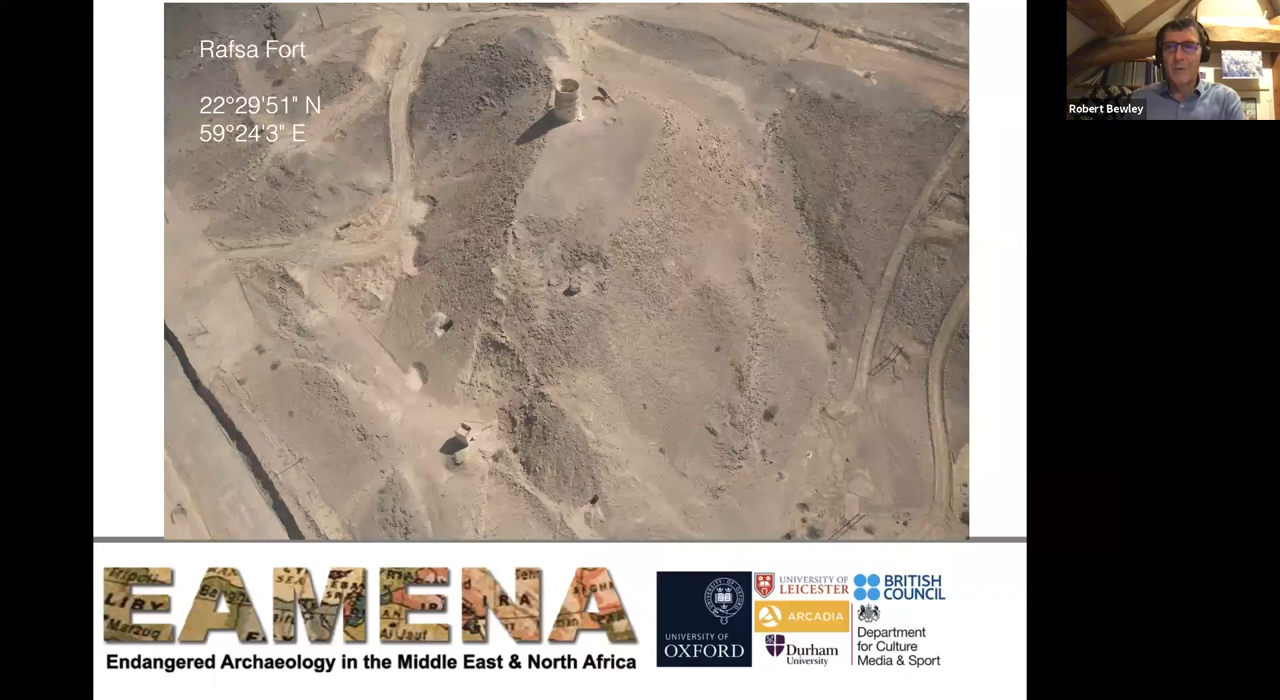 Rafsa Fort
22°29'51" N
59°24'3" E
Robert Bewley
EAMENA
Endangered Archaeology in the Middle East & North Africa
UNIVERSITY OF
OXFORD
UNIVERSITY OF
LEICESTER
BRITISH
COUNCIL
ARCADIA
Durham
University
Department
for Culture
Media & Sport